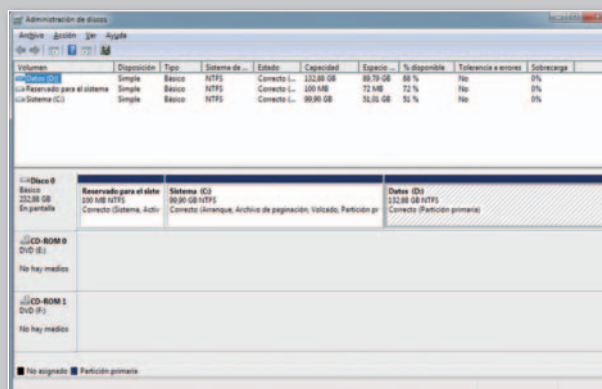 Administración de discos
Archivo Acción Ver Ayuda
Volumen Disposición Tipo Sistema de ... Estado Capacidad Espacio ... % disponible Tolerancia a errores Sobrecarga
Datos (D:) Simple Básico NTFS Correcto (... 132,88 GB 89,79 GB 68 % No 0%
Reservado para el sistema Simple Básico NTFS Correcto (... 100 MB 72 MB 72 % No 0%
Sistema (C:) Simple Básico NTFS Correcto (... 99,90 GB 51,01 GB 51 % No 0%
Disco 0
Básico
232,88 GB
En pantalla
Reservado para el siste
100 MB NTFS
Correcto (Sistema, Activ
Sistema (C:)
99,90 GB NTFS
Correcto (Arranque, Archivo de paginación, Volcado, Partición pr
Datos (D:)
132,88 GB NTFS
Correcto (Partición primaria)
CD-ROM 0
DVD (E:)
No hay medios
CD-ROM 1
DVD (F:)
No hay medios
No asignado Partición primaria